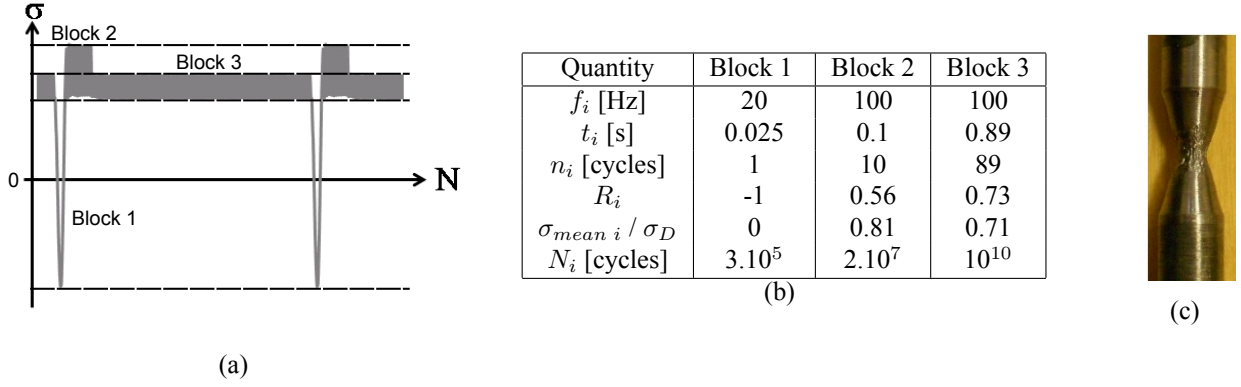 σ
Block 2
Block 3
0
N
Block 1
(a)
Quantity Block 1 Block 2 Block 3
f_i [Hz] 20 100 100
t_i [s] 0.025 0.1 0.89
n_i [cycles] 1 10 89
R_i -1 0.56 0.73
σ_mean i / σ_D 0 0.81 0.71
N_i [cycles] 3.10^5 2.10^7 10^10
(b)
(c)